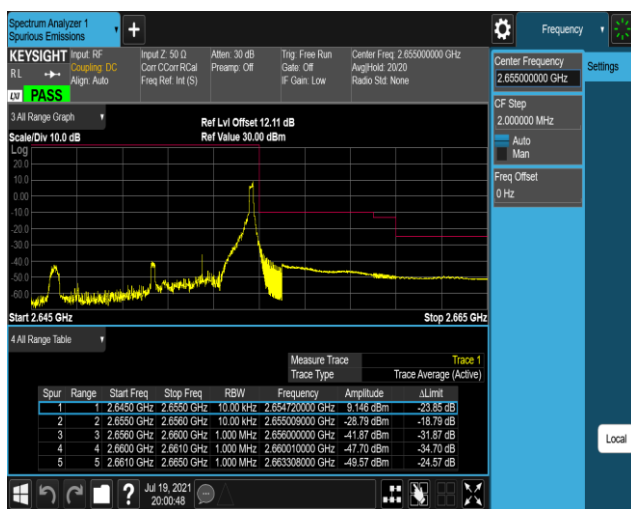 Spectrum Analyzer 1
Spurious Emissions
Frequency
KEYSIGHT
Input: RF
Input Z: 50 Ω
Atten: 30 dB
Trig: Free Run
Center Freq: 2.655000000 GHz
RL
Coupling: DC
Corr CCorr RCal
Preamp: Off
Gate: Off
Avg|Hold: 20/20
Align: Auto
Freq Ref: Int (S)
IF Gain: Low
Radio Std: None
LXI PASS
Center Frequency
2.655000000 GHz
Settings
CF Step
2.000000 MHz
Auto
Man
Freq Offset
0 Hz
3 All Range Graph
Ref Lvl Offset 12.11 dB
Scale/Div 10.0 dB
Ref Value 30.00 dBm
Log
20.0
10.0
0.00
-10.0
-20.0
-30.0
-40.0
-50.0
-60.0
Start 2.645 GHz
Stop 2.665 GHz
4 All Range Table
Measure Trace Trace 1
Trace Type Trace Average (Active)
Spur Range Start Freq Stop Freq RBW Frequency Amplitude ΔLimit
1 1 2.6450 GHz 2.6550 GHz 10.00 kHz 2.654720000 GHz 9.146 dBm -23.85 dB
2 2 2.6550 GHz 2.6560 GHz 10.00 kHz 2.655009000 GHz -28.79 dBm -18.79 dB
3 3 2.6560 GHz 2.6600 GHz 1.000 MHz 2.656000000 GHz -41.87 dBm -31.87 dB
4 4 2.6600 GHz 2.6610 GHz 1.000 MHz 2.660010000 GHz -47.70 dBm -34.70 dB
5 5 2.6610 GHz 2.6650 GHz 1.000 MHz 2.663308000 GHz -49.57 dBm -24.57 dB
Local
Jul 19, 2021
20:00:48